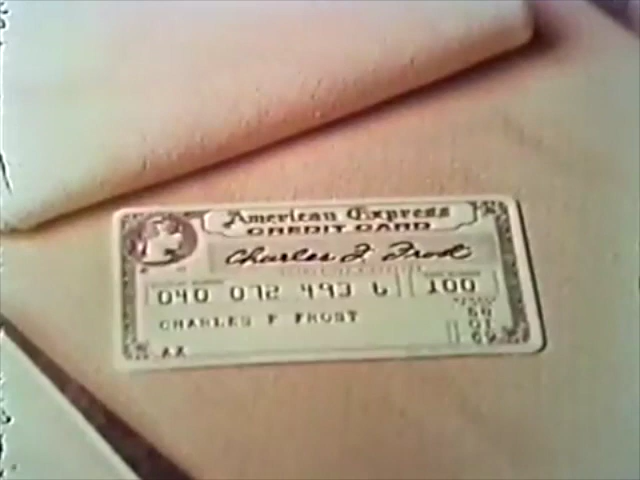 American Express
CREDIT CARD
Charles F. Frost
040 072 493 6 100
CHARLES F FROST
AX